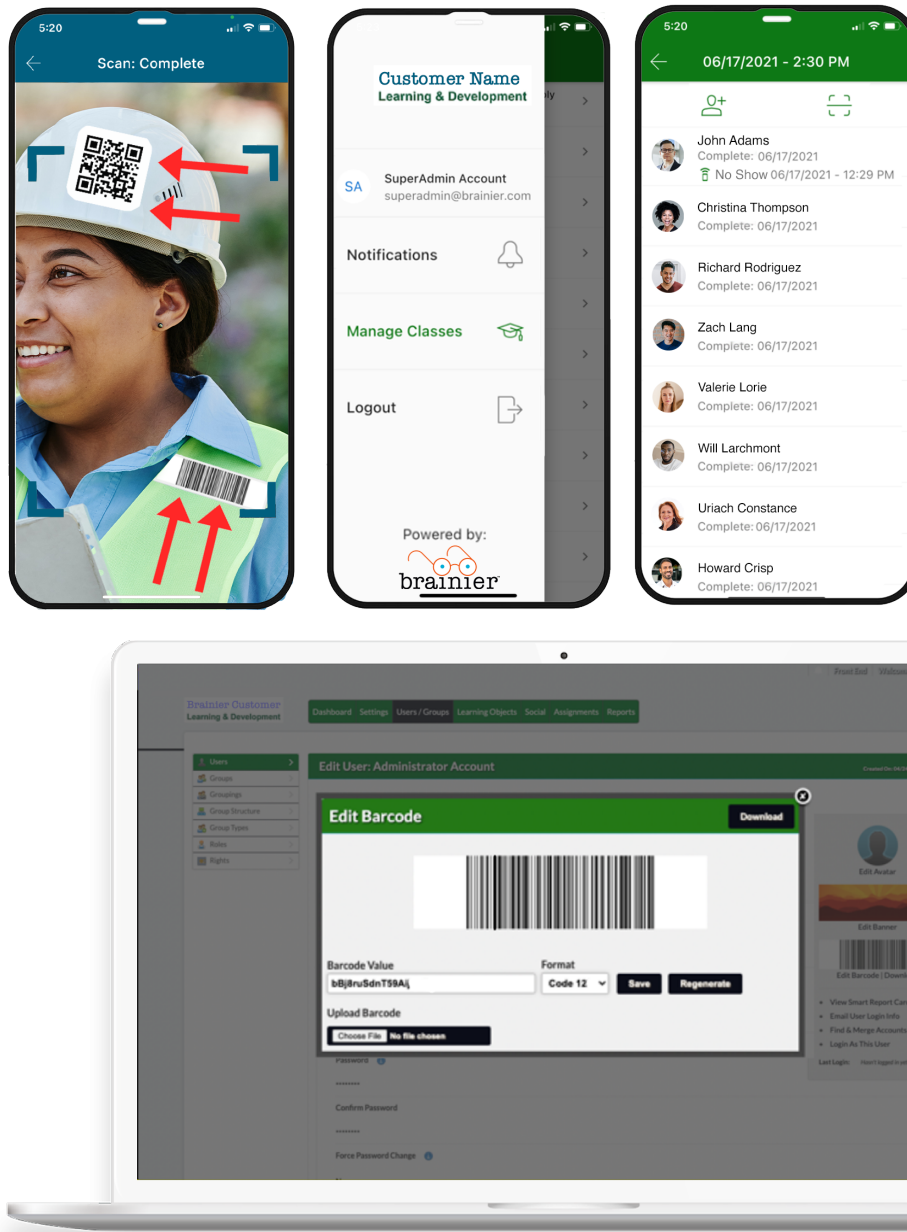 5:20
Scan: Complete
Customer Name
Learning & Development
SA
SuperAdmin Account
superadmin@brainier.com
Notifications
Manage Classes
Logout
Powered by:
brainier
5:20
06/17/2021 - 2:30 PM
John Adams
Complete: 06/17/2021
No Show 06/17/2021 - 12:29 PM
Christina Thompson
Complete: 06/17/2021
Richard Rodriguez
Complete: 06/17/2021
Zach Lang
Complete: 06/17/2021
Valerie Lorie
Complete: 06/17/2021
Will Larchmont
Complete: 06/17/2021
Uriach Constance
Complete: 06/17/2021
Howard Crisp
Complete: 06/17/2021
Brainier Customer
Learning & Development
Dashboard Settings Users / Groups Learning Objects Social Assignments Reports
Users
Groups
Groupings
Group Structure
Group Types
Roles
Rights
Edit User: Administrator Account
Edit Barcode
Download
Barcode Value
Format
bBj8ruSdnT59Aij
Code 12
Save
Regenerate
Upload Barcode
Choose File No file chosen
Password
Confirm Password
Force Password Change
Edit Avatar
Edit Banner
Edit Barcode | Downl
View Smart Report Car
Email User Login Info
Find & Merge Accounts
Login As This User
Last Login: